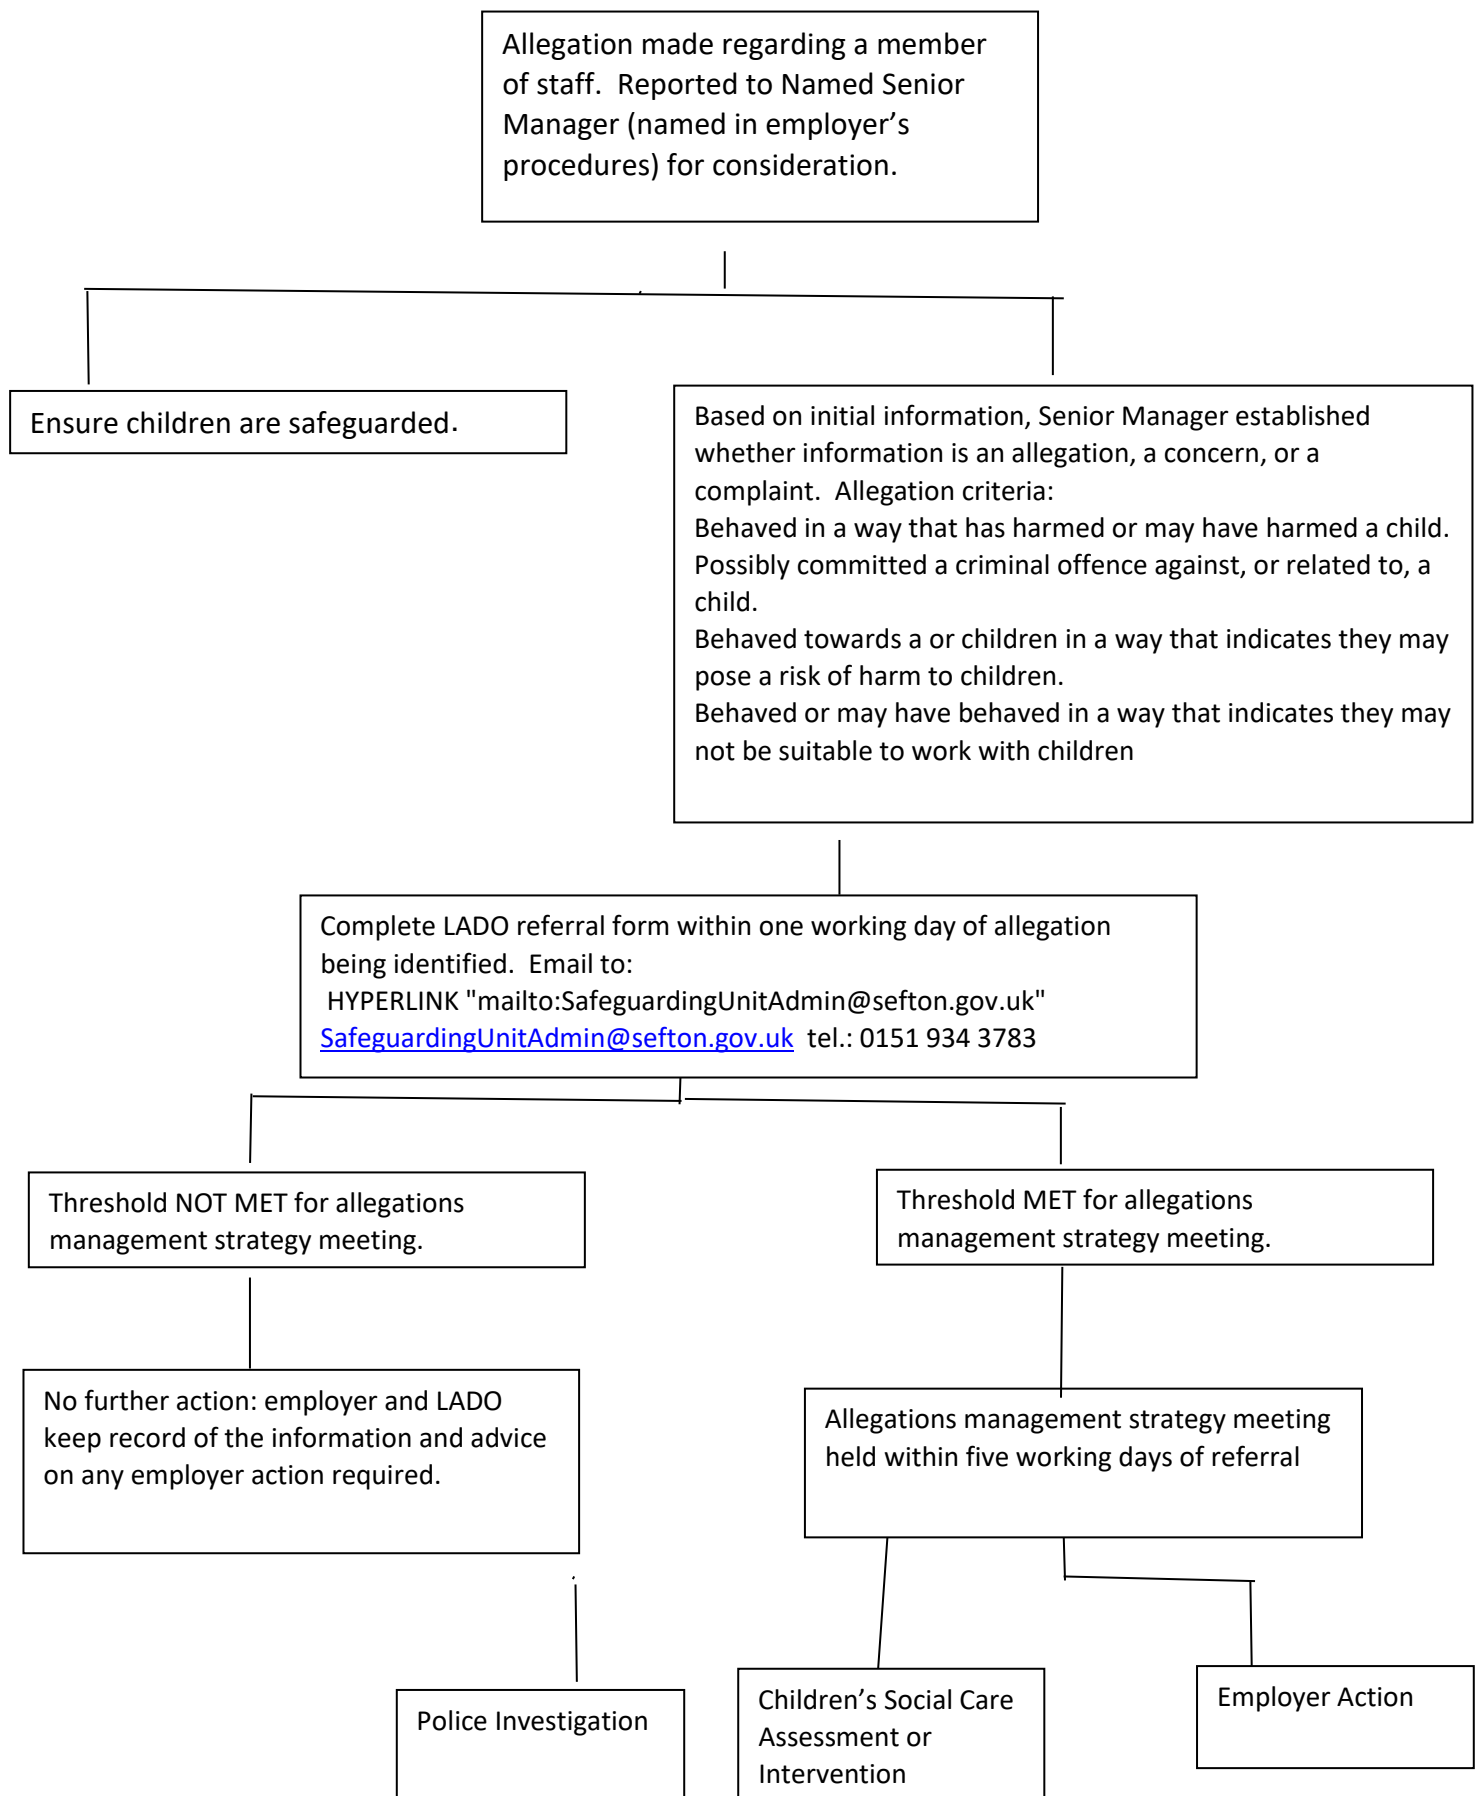 Allegation made regarding a member
of staff.  Reported to Named Senior
Manager (named in employer’s
procedures) for consideration.
Ensure children are safeguarded.
Based on initial information, Senior Manager established
whether information is an allegation, a concern, or a
complaint.  Allegation criteria:
Behaved in a way that has harmed or may have harmed a child.
Possibly committed a criminal offence against, or related to, a
child.
Behaved towards a or children in a way that indicates they may
pose a risk of harm to children.
Behaved or may have behaved in a way that indicates they may
not be suitable to work with children
Complete LADO referral form within one working day of allegation
being identified.  Email to:
HYPERLINK "mailto:SafeguardingUnitAdmin@sefton.gov.uk"
SafeguardingUnitAdmin@sefton.gov.uk  tel.: 0151 934 3783
Threshold NOT MET for allegations
management strategy meeting.
Threshold MET for allegations
management strategy meeting.
No further action: employer and LADO
keep record of the information and advice
on any employer action required.
Allegations management strategy meeting
held within five working days of referral
Police Investigation
Children’s Social Care
Assessment or
Intervention
Employer Action